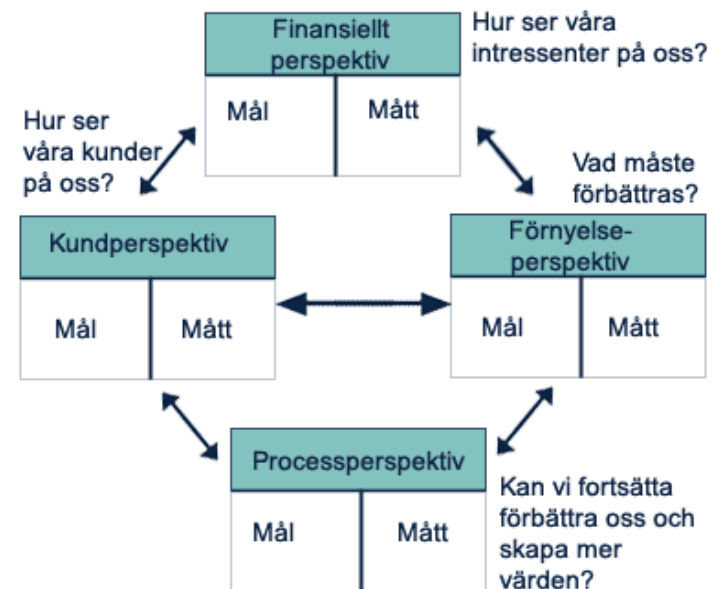 Finansiellt
perspektiv
Hur ser våra
intressenter på oss?
Mål
Mått
Hur ser
våra kunder
på oss?
Vad måste
förbättras?
Kundperspektiv
Mål
Mått
Förnyelse-
perspektiv
Mål
Mått
Processperspektiv
Mål
Mått
Kan vi fortsätta
förbättra oss och
skapa mer
värden?